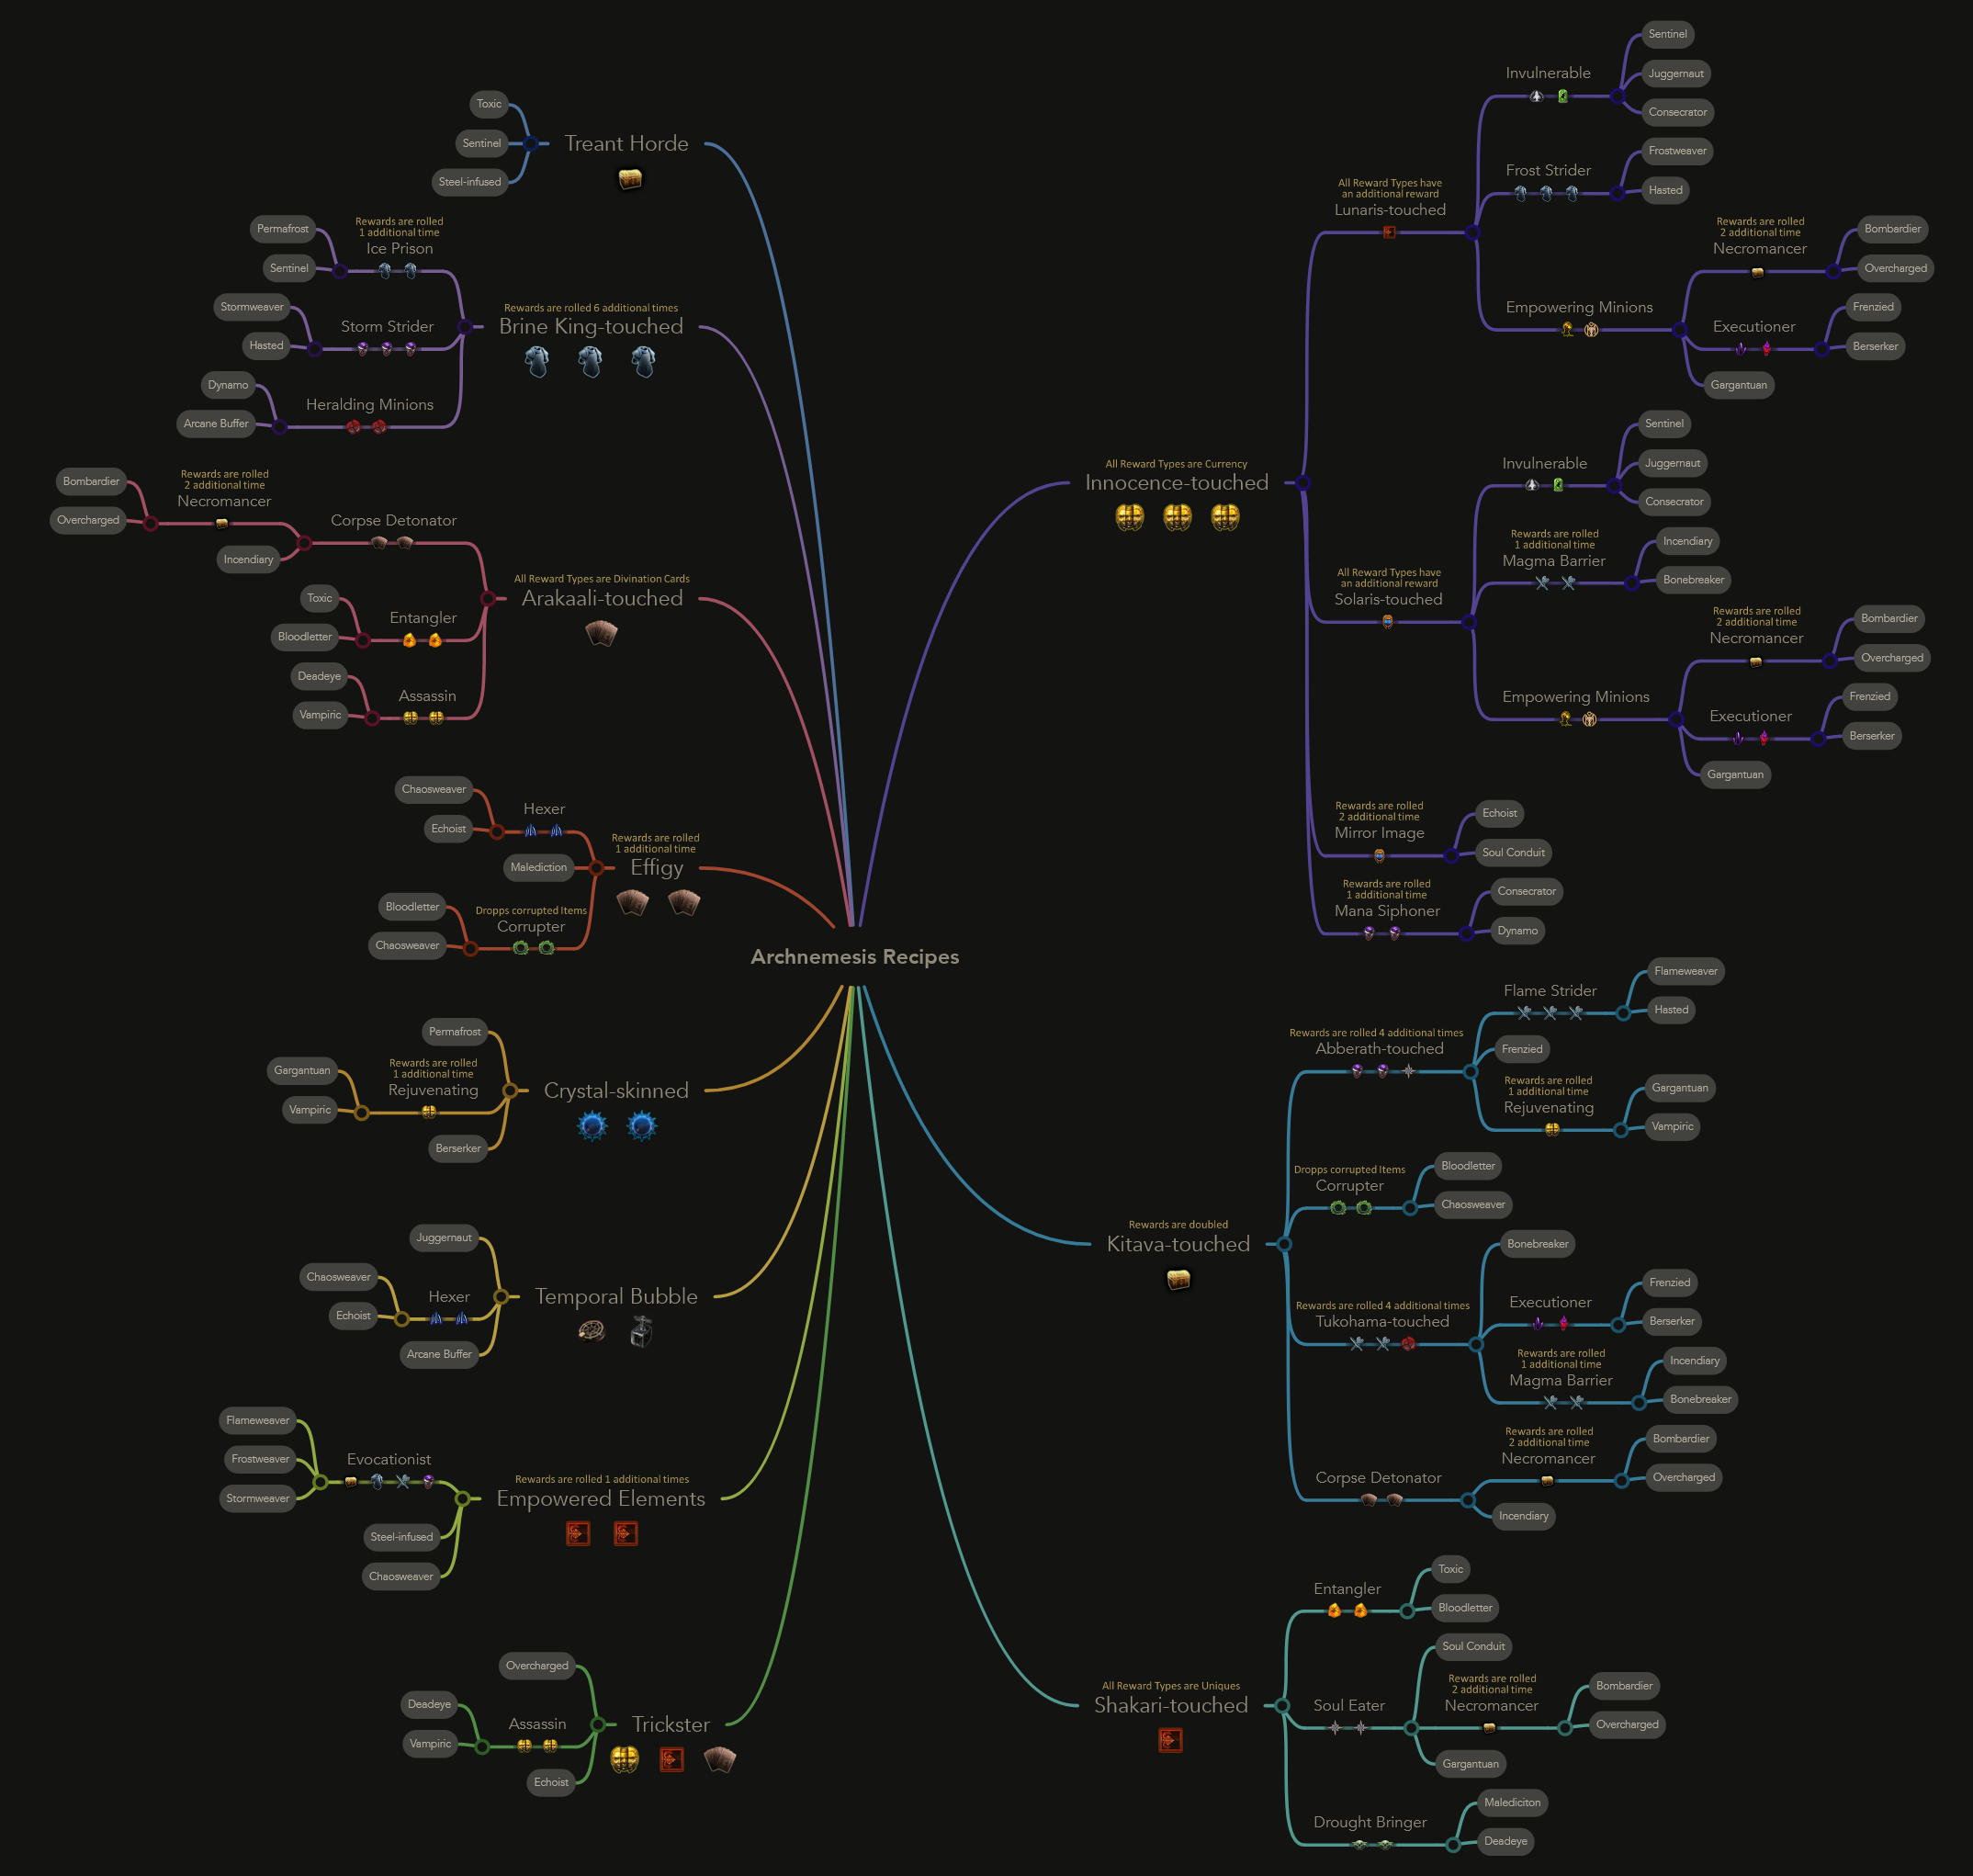 Archnemesis Recipes
Toxic
Sentinel
Steel-infused
Treant Horde
Permafrost
Sentinel
Rewards are rolled
1 additional time
Ice Prison
Stormweaver
Hasted
Storm Strider
Dynamo
Arcane Buffer
Heralding Minions
Rewards are rolled 6 additional times
Brine King-touched
Bombardier
Overcharged
Rewards are rolled
2 additional time
Necromancer
Incendiary
Corpse Detonator
Toxic
Bloodletter
Entangler
Deadeye
Vampiric
Assassin
All Reward Types are Divination Cards
Arakaali-touched
Chaosweaver
Echoist
Hexer
Malediction
Bloodletter
Chaosweaver
Dropps corrupted Items
Corrupter
Rewards are rolled
1 additional time
Effigy
Permafrost
Gargantuan
Vampiric
Rewards are rolled
1 additional time
Rejuvenating
Berserker
Crystal-skinned
Juggernaut
Chaosweaver
Echoist
Hexer
Arcane Buffer
Temporal Bubble
Flameweaver
Frostweaver
Stormweaver
Evocationist
Steel-infused
Chaosweaver
Rewards are rolled 1 additional times
Empowered Elements
Overcharged
Deadeye
Vampiric
Assassin
Echoist
Trickster
All Reward Types are Currency
Innocence-touched
All Reward Types have
an additional reward
Lunaris-touched
Invulnerable
Sentinel
Juggernaut
Consecrator
Frost Strider
Frostweaver
Hasted
Empowering Minions
Rewards are rolled
2 additional time
Necromancer
Bombardier
Overcharged
Executioner
Frenzied
Berserker
Gargantuan
All Reward Types have
an additional reward
Solaris-touched
Invulnerable
Sentinel
Juggernaut
Consecrator
Rewards are rolled
1 additional time
Magma Barrier
Incendiary
Bonebreaker
Empowering Minions
Rewards are rolled
2 additional time
Necromancer
Bombardier
Overcharged
Executioner
Frenzied
Berserker
Gargantuan
Rewards are rolled
2 additional time
Mirror Image
Echoist
Soul Conduit
Rewards are rolled
1 additional time
Mana Siphoner
Consecrator
Dynamo
Rewards are doubled
Kitava-touched
Rewards are rolled 4 additional times
Abberath-touched
Flame Strider
Flameweaver
Hasted
Frenzied
Rewards are rolled
1 additional time
Rejuvenating
Gargantuan
Vampiric
Dropps corrupted Items
Corrupter
Bloodletter
Chaosweaver
Rewards are rolled 4 additional times
Tukohama-touched
Bonebreaker
Executioner
Frenzied
Berserker
Rewards are rolled
1 additional time
Magma Barrier
Incendiary
Bonebreaker
Corpse Detonator
Rewards are rolled
2 additional time
Necromancer
Bombardier
Overcharged
Incendiary
All Reward Types are Uniques
Shakari-touched
Entangler
Toxic
Bloodletter
Soul Eater
Soul Conduit
Rewards are rolled
2 additional time
Necromancer
Bombardier
Overcharged
Gargantuan
Drought Bringer
Malediciton
Deadeye